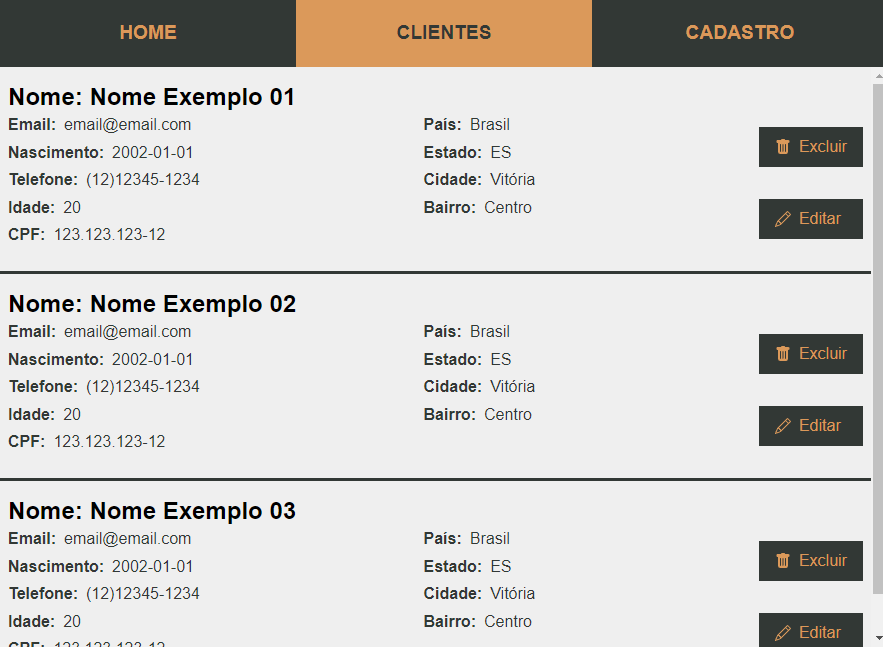 HOME CLIENTES CADASTRO
Nome: Nome Exemplo 01
Email: email@email.com
Nascimento: 2002-01-01
Telefone: (12)12345-1234
Idade: 20
CPF: 123.123.123-12
País: Brasil
Estado: ES
Cidade: Vitória
Bairro: Centro
Excluir
Editar
Nome: Nome Exemplo 02
Email: email@email.com
Nascimento: 2002-01-01
Telefone: (12)12345-1234
Idade: 20
CPF: 123.123.123-12
País: Brasil
Estado: ES
Cidade: Vitória
Bairro: Centro
Excluir
Editar
Nome: Nome Exemplo 03
Email: email@email.com
Nascimento: 2002-01-01
Telefone: (12)12345-1234
Idade: 20
CPF: 123.123.123-12
País: Brasil
Estado: ES
Cidade: Vitória
Bairro: Centro
Excluir
Editar